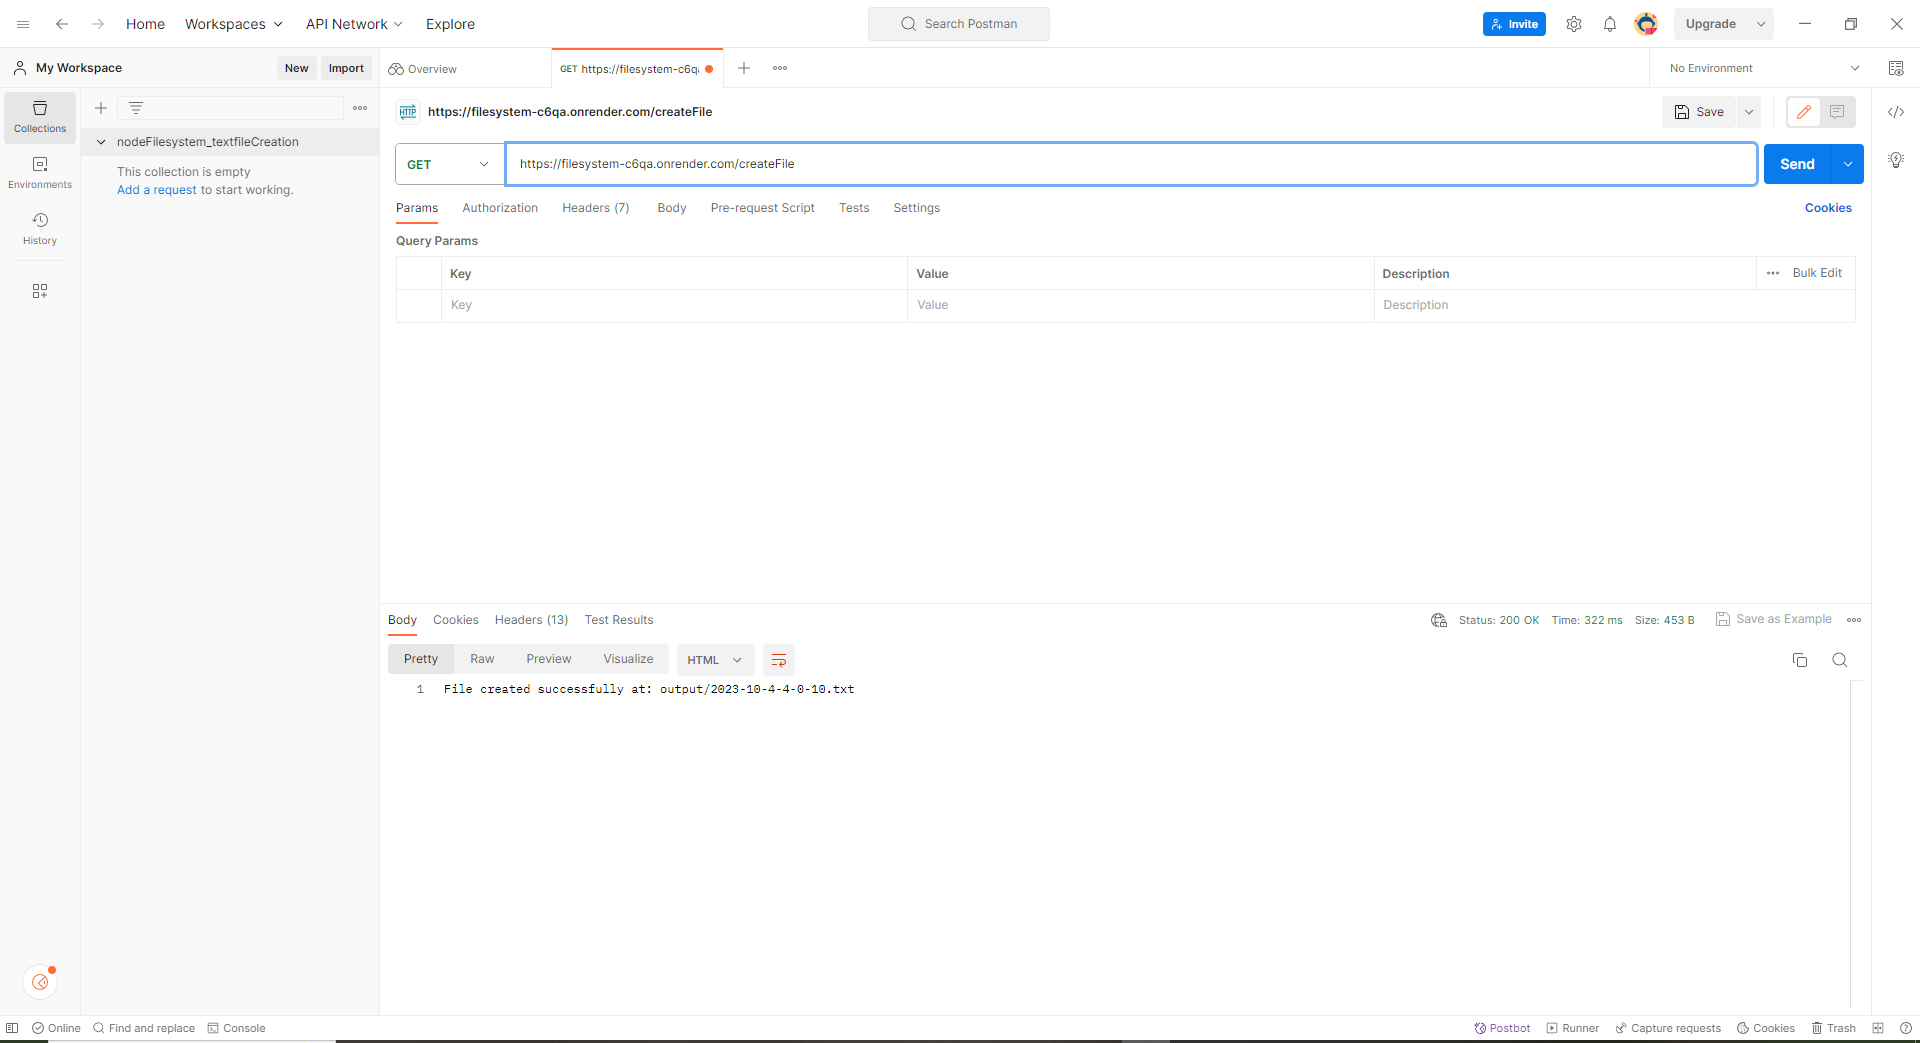 Home Workspaces API Network Explore Search Postman Invite Upgrade
My Workspace New Import Overview GET https://filesystem-c6q No Environment
HTTP https://filesystem-c6qa.onrender.com/createFile Save
Collections
nodeFilesystem_textfileCreation
This collection is empty
Add a request to start working.
Environments
History
GET https://filesystem-c6qa.onrender.com/createFile Send
Params Authorization Headers (7) Body Pre-request Script Tests Settings Cookies
Query Params
Key Value Description Bulk Edit
Key Value Description
Body Cookies Headers (13) Test Results Status: 200 OK Time: 322 ms Size: 453 B Save as Example
Pretty Raw Preview Visualize HTML
1 File created successfully at: output/2023-10-4-4-0-10.txt
Online Find and replace Console Postbot Runner Capture requests Cookies Trash